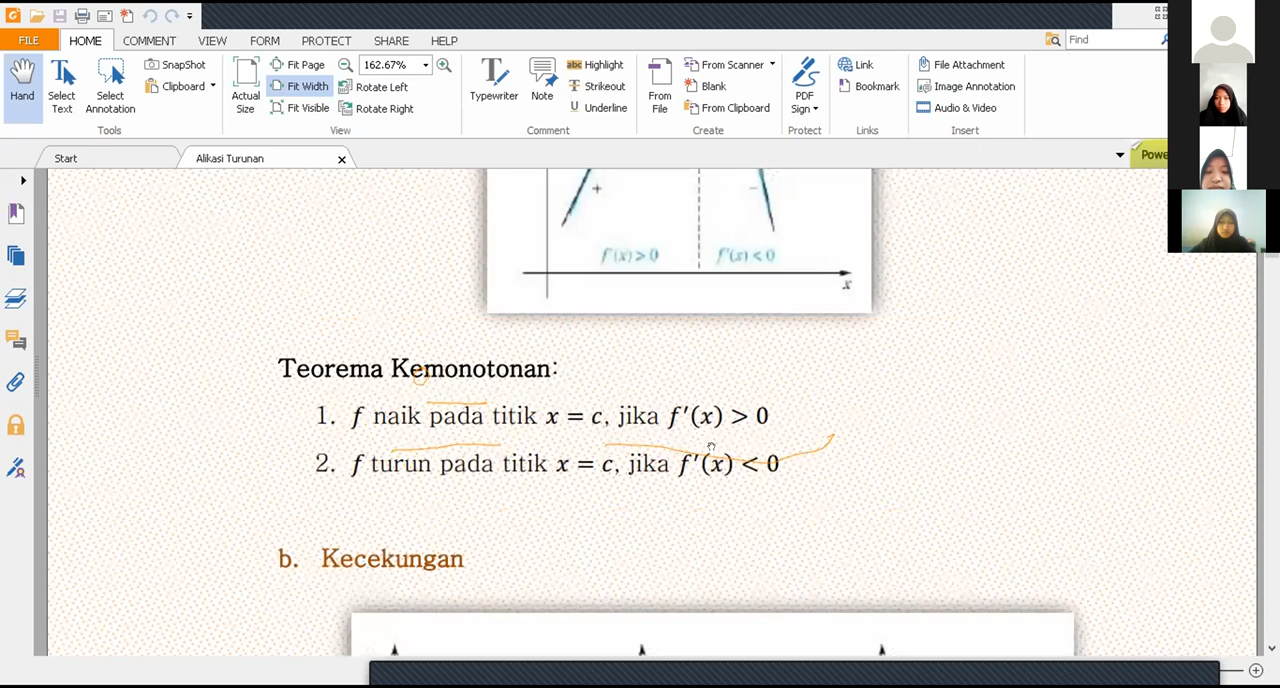 FILE HOME COMMENT VIEW FORM PROTECT SHARE HELP Find
Hand
Select Text
Select Annotation
SnapShot
Clipboard
Tools
Actual Size
Fit Page
Fit Width
Fit Visible
162.67%
Rotate Left
Rotate Right
View
Typewriter
Note
abc Highlight
Strikeout
Underline
Comment
From File
From Scanner
Blank
From Clipboard
Create
PDF Sign
Protect
Link
Bookmark
Links
File Attachment
Image Annotation
Audio & Video
Insert
Start Alikasi Turunan Powe
+ −
f'(x) > 0 f'(x) < 0
x
Teorema Kemonotonan:
1. f naik pada titik x = c, jika f′(x) > 0
2. f turun pada titik x = c, jika f′(x) < 0
b. Kecekungan